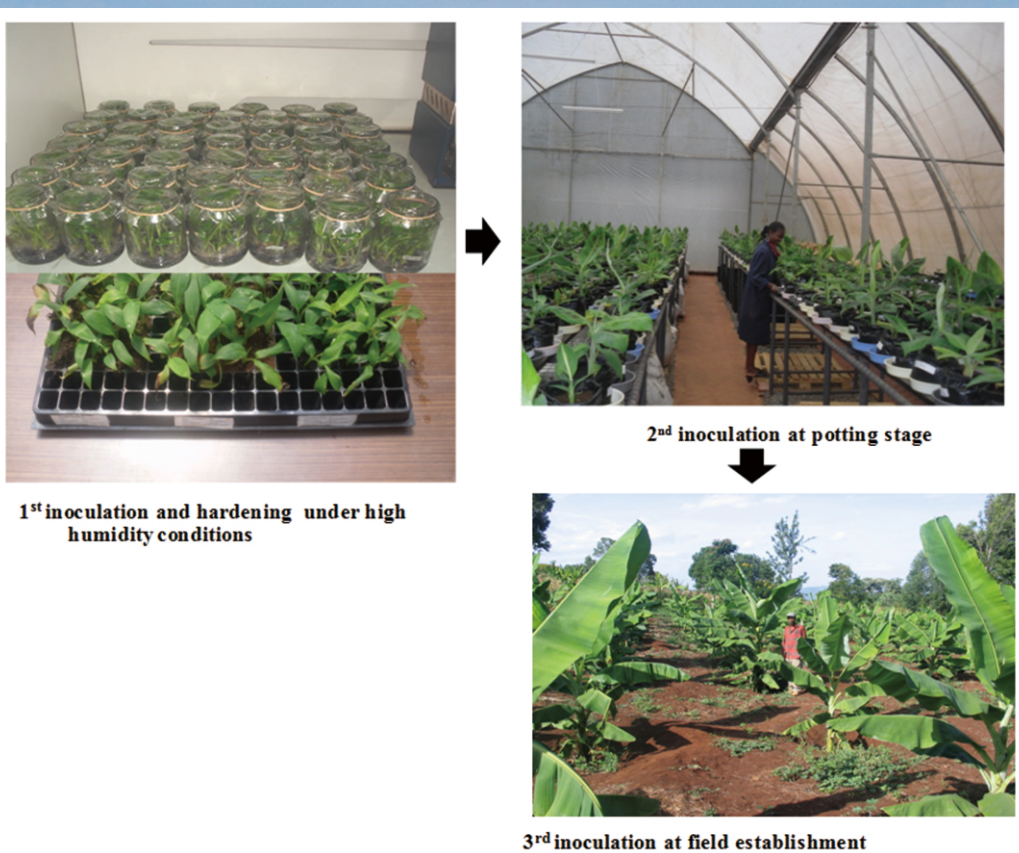 1st inoculation and hardening under high
humidity conditions
2nd inoculation at potting stage
3rd inoculation at field establishment